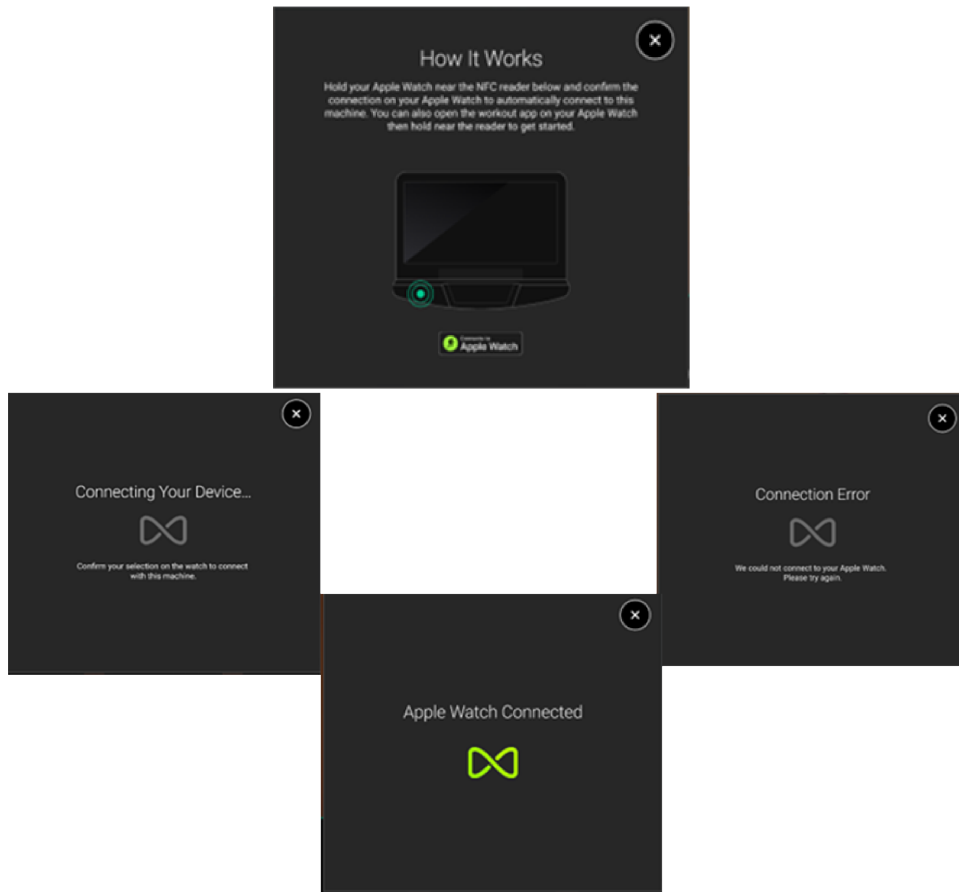 How It Works
Hold your Apple Watch near the NFC reader below and confirm the
connection on your Apple Watch to automatically connect to this
machine. You can also open the workout app on your Apple Watch
then hold near the reader to get started.
Connects to
Apple Watch
Connecting Your Device...
Confirm your selection on the watch to connect
with this machine.
Connection Error
We could not connect to your Apple Watch.
Please try again.
Apple Watch Connected